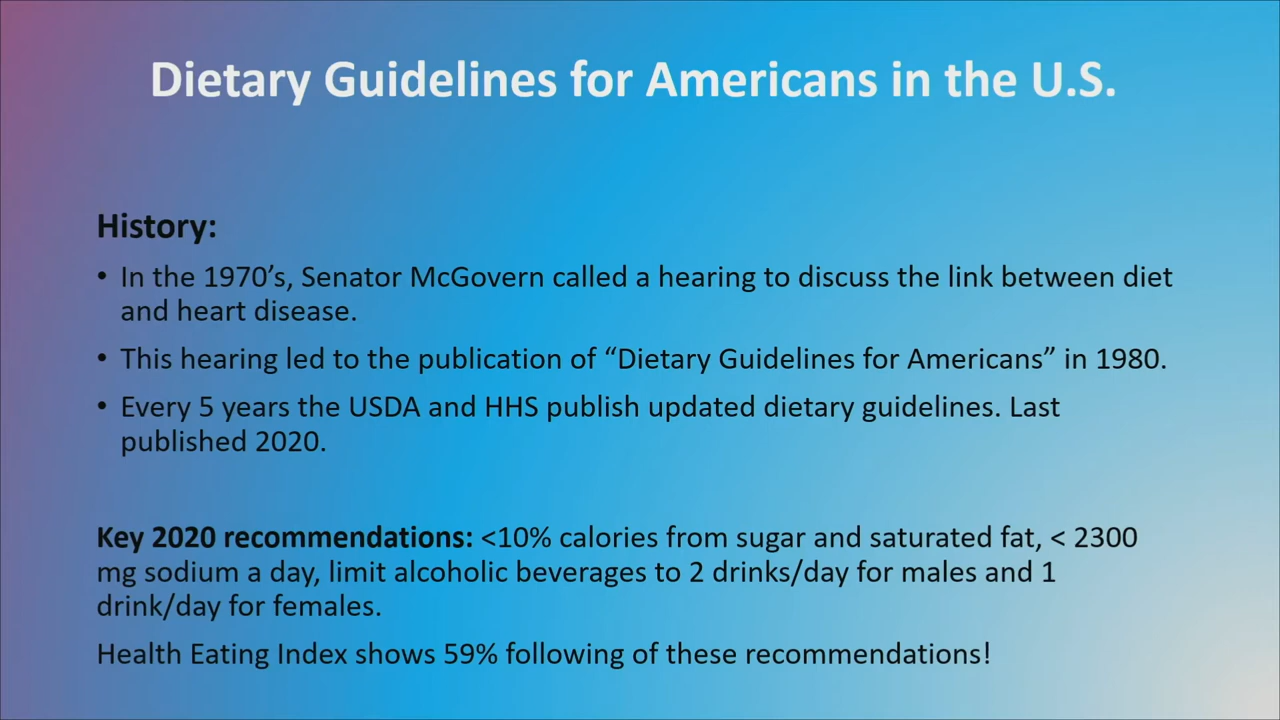 Dietary Guidelines for Americans in the U.S.
History:
• In the 1970’s, Senator McGovern called a hearing to discuss the link between diet
and heart disease.
• This hearing led to the publication of “Dietary Guidelines for Americans” in 1980.
• Every 5 years the USDA and HHS publish updated dietary guidelines. Last
published 2020.
Key 2020 recommendations: <10% calories from sugar and saturated fat, < 2300
mg sodium a day, limit alcoholic beverages to 2 drinks/day for males and 1
drink/day for females.
Health Eating Index shows 59% following of these recommendations!